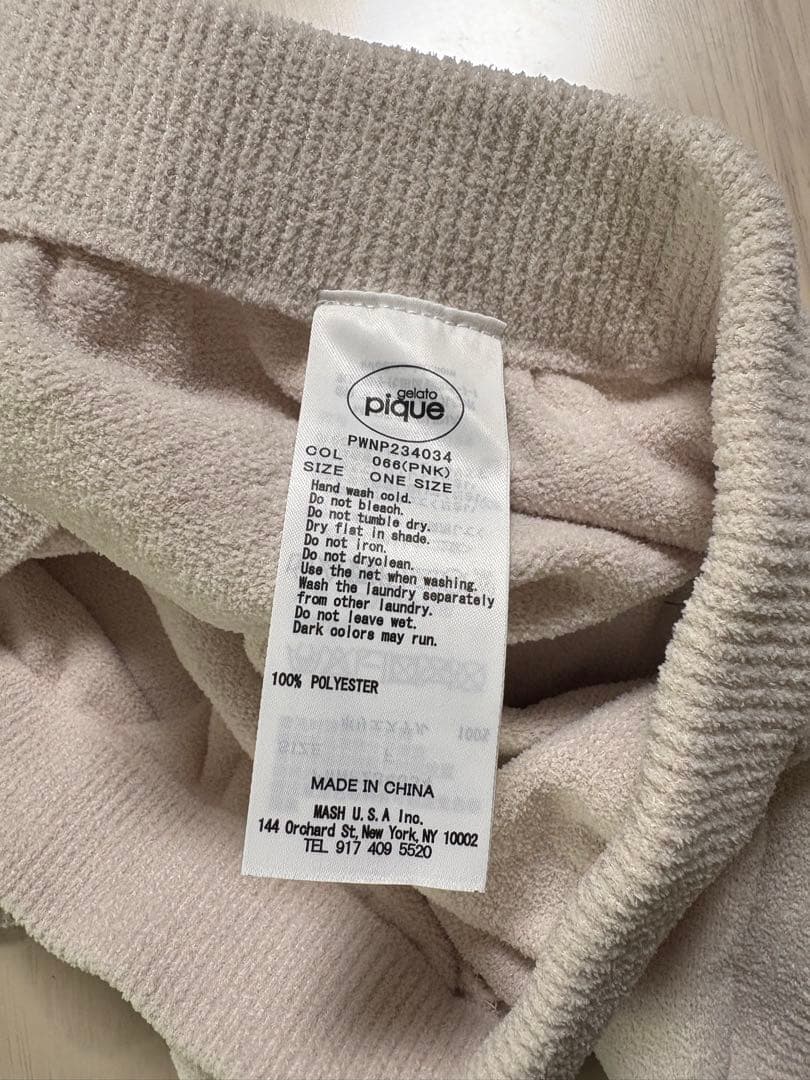 gelato
pique
PWNP234034
COL 066(PNK)
SIZE ONE SIZE
Hand wash cold.
Do not bleach.
Do not tumble dry.
Dry flat in shade.
Do not iron.
Do not dryclean.
Use the net when washing.
Wash the laundry separately
from other laundry.
Do not leave wet.
Dark colors may run.
100% POLYESTER
MADE IN CHINA
MASH U.S.A Inc.
144 Orchard St, New York, NY 10002
TEL 917 409 5520